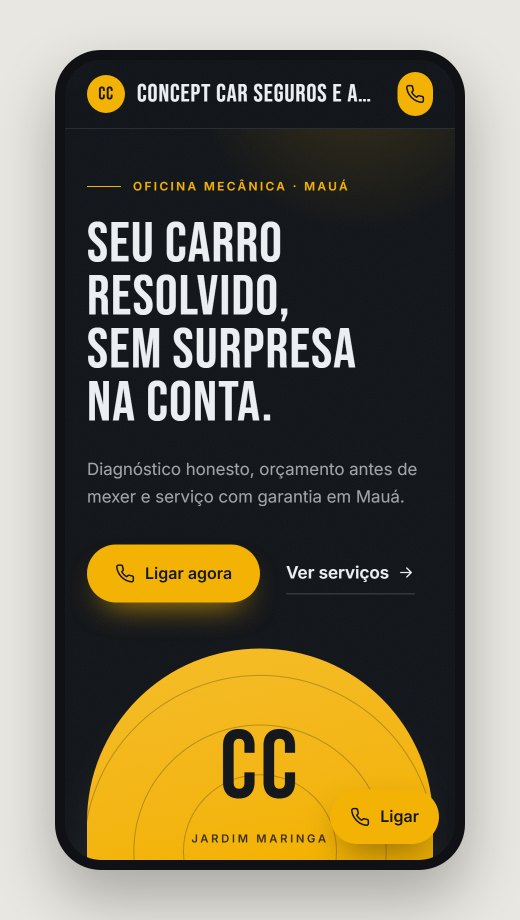 CC CONCEPT CAR SEGUROS E A...
OFICINA MECÂNICA · MAUÁ
SEU CARRO
RESOLVIDO,
SEM SURPRESA
NA CONTA.
Diagnóstico honesto, orçamento antes de
mexer e serviço com garantia em Mauá.
Ligar agora
Ver serviços →
CC
Ligar
JARDIM MARINGA